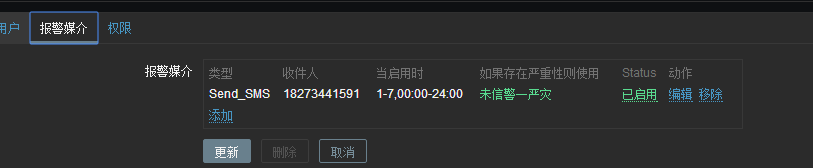 用户 报警媒介 权限
报警媒介 类型 收件人 当启用时 如果存在严重性则使用 Status 动作
Send_SMS 18273441591 1-7,00:00-24:00 未信警一严灾 已启用 编辑 移除
添加
更新 删除 取消